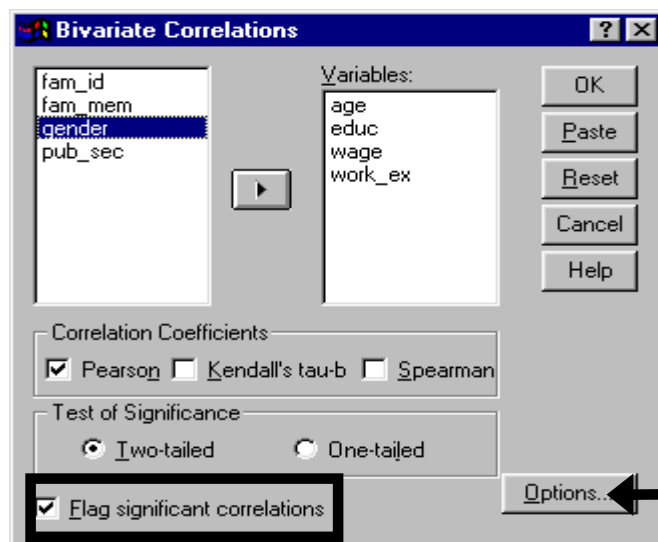 Bivariate Correlations
fam_id
fam_mem
gender
pub_sec
Variables:
age
educ
wage
work_ex
OK
Paste
Reset
Cancel
Help
Correlation Coefficients
Pearson Kendall's tau-b Spearman
Test of Significance
Two-tailed One-tailed
Flag significant correlations
Options...